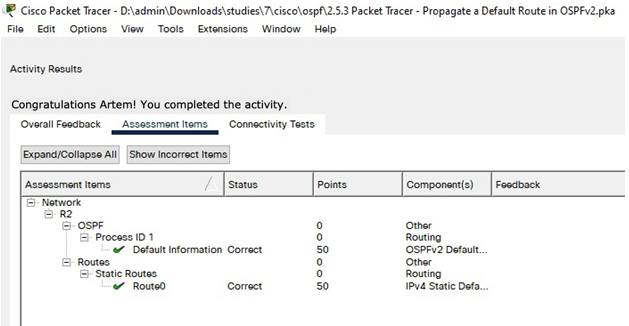 Cisco Packet Tracer - D:\admin\Downloads\studies\7\cisco\ospf\2.5.3 Packet Tracer - Propagate a Default Route in OSPFv2.pka
File Edit Options View Tools Extensions Window Help
Activity Results
Congratulations Artem! You completed the activity.
Overall Feedback Assessment Items Connectivity Tests
Expand/Collapse All Show Incorrect Items
Assessment Items Status Points Component(s) Feedback
Network
R2
OSPF 0 Other
Process ID 1 0 Routing
Default Information Correct 50 OSPFv2 Default...
Routes 0 Other
Static Routes 0 Routing
Route0 Correct 50 IPv4 Static Defa...